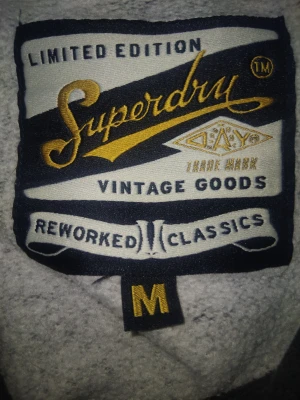 LIMITED EDITION
Superdry
TM
TRADE MARK
VINTAGE GOODS
REWORKED CLASSICS
M